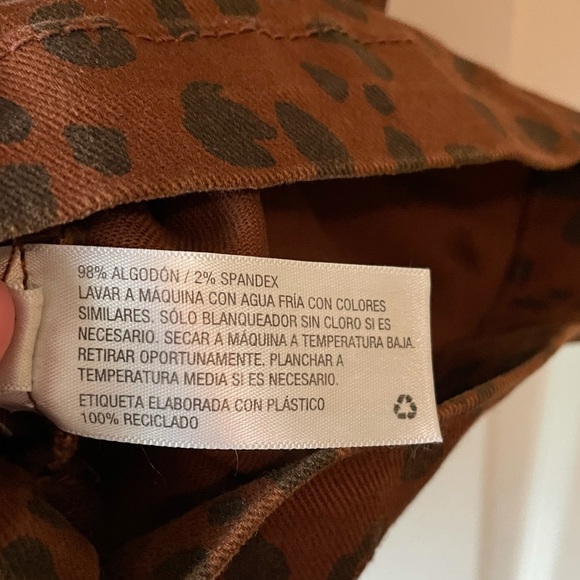 98% ALGODÓN / 2% SPANDEX
LAVAR A MÁQUINA CON AGUA FRÍA CON COLORES
SIMILARES. SÓLO BLANQUEADOR SIN CLORO SI ES
NECESARIO. SECAR A MÁQUINA A TEMPERATURA BAJA.
RETIRAR OPORTUNAMENTE. PLANCHAR A
TEMPERATURA MEDIA SI ES NECESARIO.
ETIQUETA ELABORADA CON PLÁSTICO
100% RECICLADO